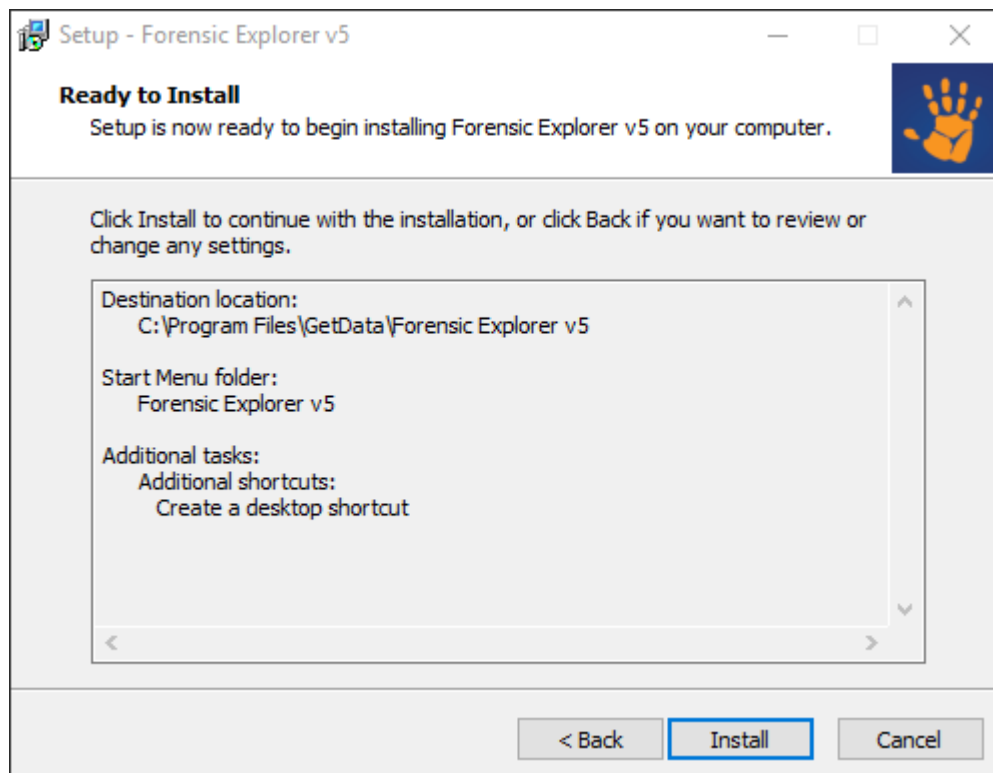 Setup - Forensic Explorer v5
Ready to Install
Setup is now ready to begin installing Forensic Explorer v5 on your computer.
Click Install to continue with the installation, or click Back if you want to review or
change any settings.
Destination location:
C:\Program Files\GetData\Forensic Explorer v5
Start Menu folder:
Forensic Explorer v5
Additional tasks:
Additional shortcuts:
Create a desktop shortcut
< Back
Install
Cancel